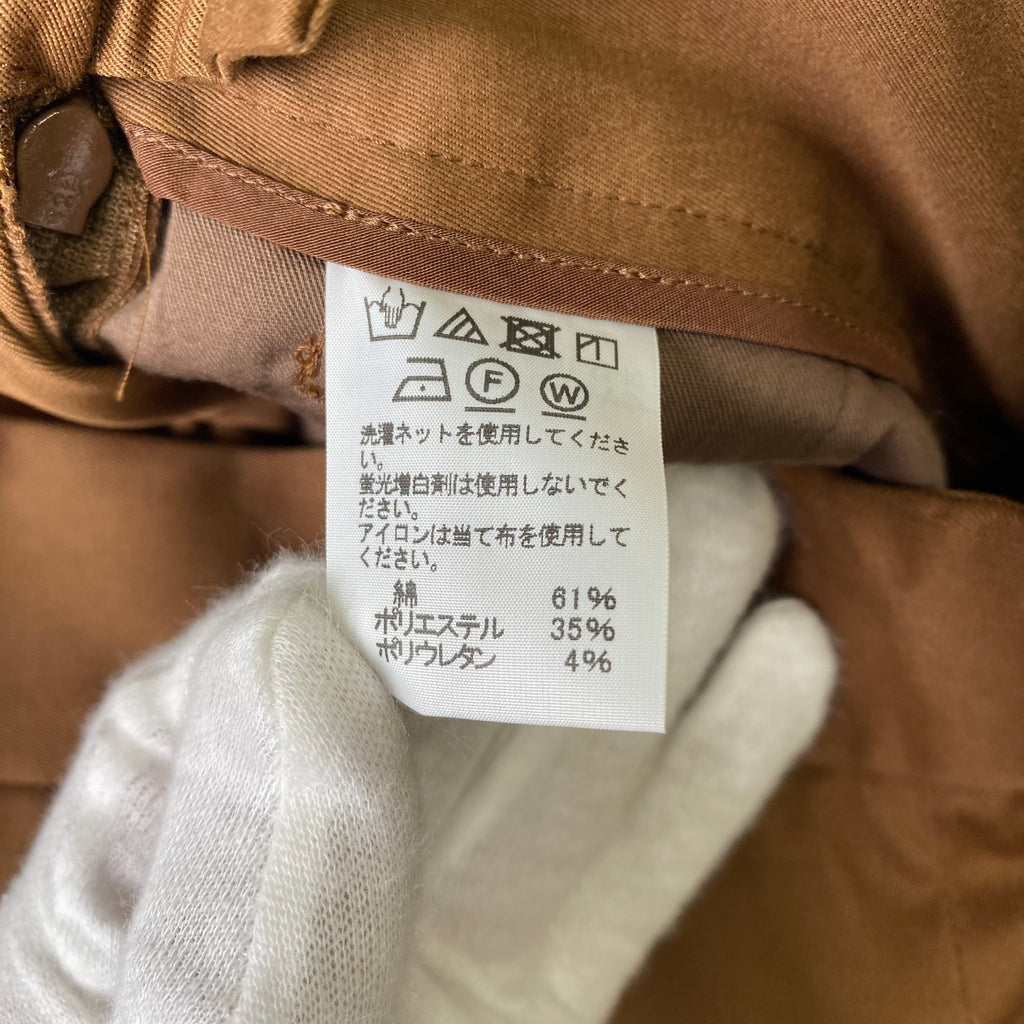 F W
洗濯ネットを使用してくださ
い。
蛍光増白剤は使用しないでく
ださい。
アイロンは当て布を使用して
ください。
綿 61%
ポリエステル 35%
ポリウレタン 4%